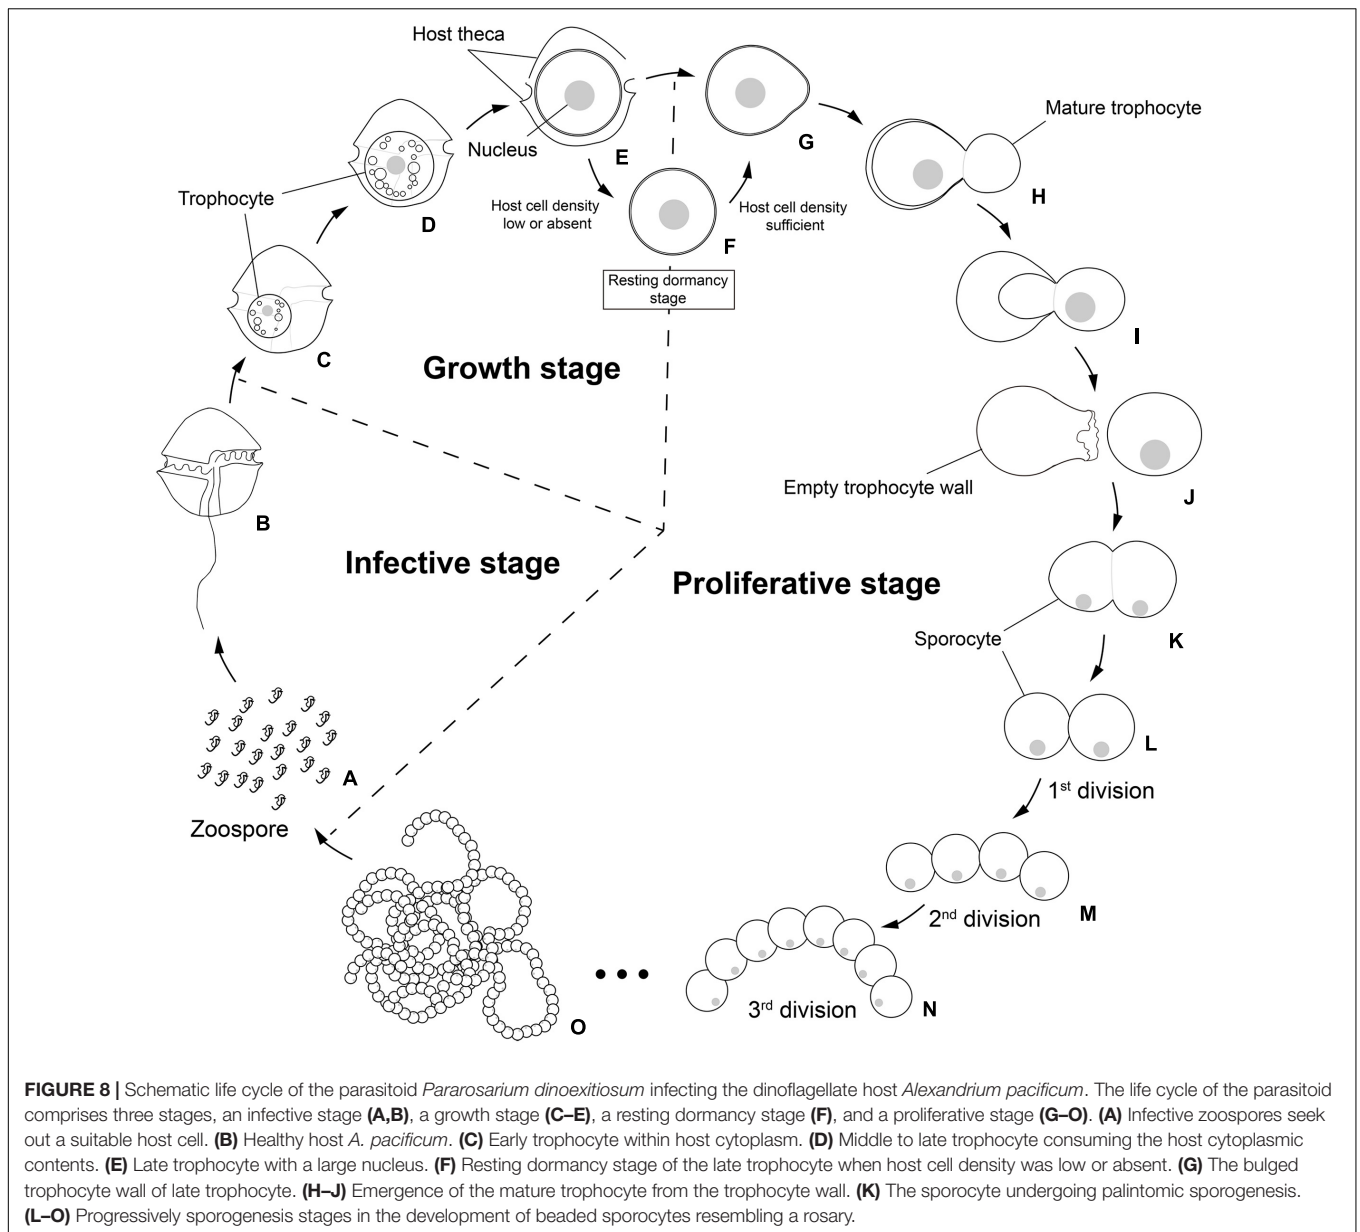 Host theca
Mature trophocyte
Nucleus
E
G
Trophocyte
H
D
Host cell density
low or absent
Host cell density
sufficient
F
Resting dormancy
stage
I
C
Growth stage
Empty trophocyte wall
J
B
Infective stage
Proliferative stage
Sporocyte
K
L
A
1st division
Zoospore
M
2nd division
N
3rd division
O
FIGURE 8 | Schematic life cycle of the parasitoid Pararosarium dinoexitiosum infecting the dinoflagellate host Alexandrium pacificum. The life cycle of the parasitoid
comprises three stages, an infective stage (A,B), a growth stage (C–E), a resting dormancy stage (F), and a proliferative stage (G–O). (A) Infective zoospores seek
out a suitable host cell. (B) Healthy host A. pacificum. (C) Early trophocyte within host cytoplasm. (D) Middle to late trophocyte consuming the host cytoplasmic
contents. (E) Late trophocyte with a large nucleus. (F) Resting dormancy stage of the late trophocyte when host cell density was low or absent. (G) The bulged
trophocyte wall of late trophocyte. (H–J) Emergence of the mature trophocyte from the trophocyte wall. (K) The sporocyte undergoing palintomic sporogenesis.
(L–O) Progressively sporogenesis stages in the development of beaded sporocytes resembling a rosary.